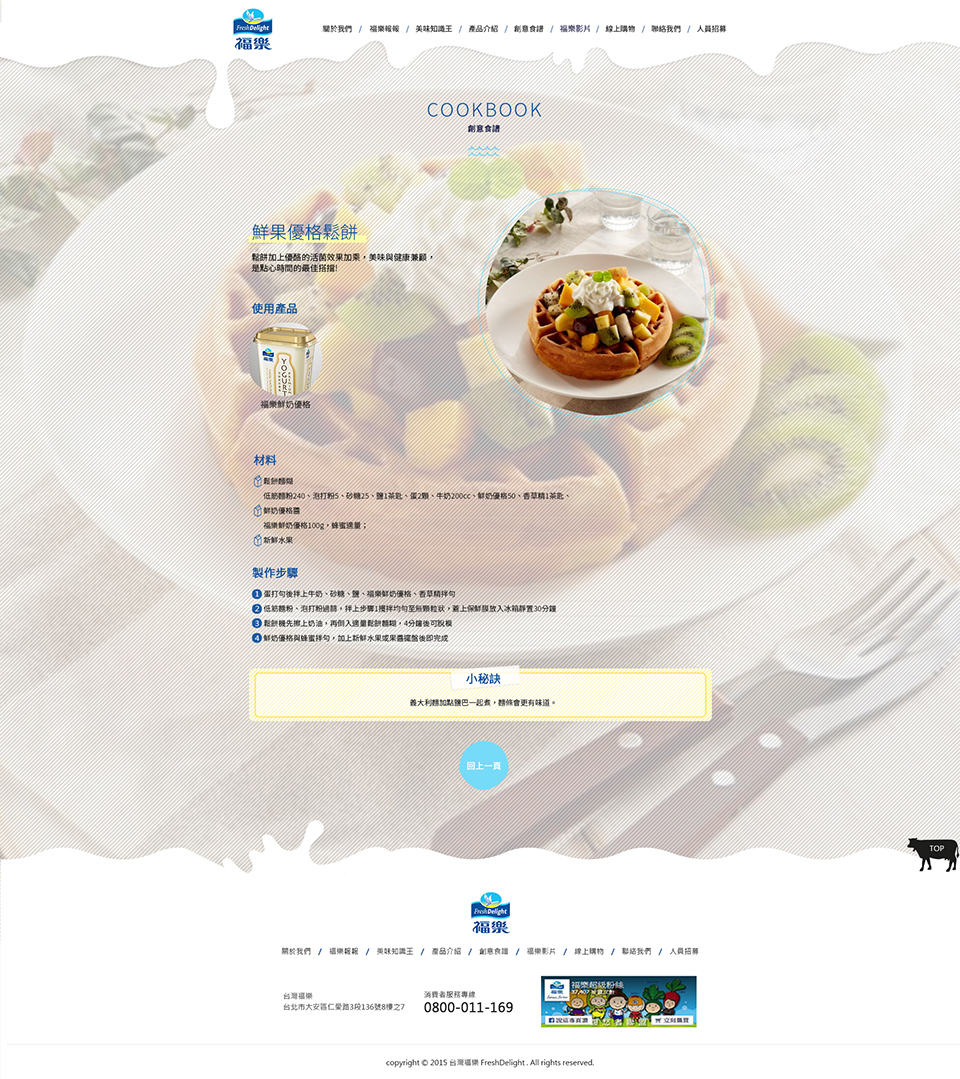 FreshDelight
福樂
關於我們 / 福樂報報 / 美味知識王 / 產品介紹 / 創意食譜 / 福樂影片 / 線上購物 / 聯絡我們 / 人員招募
COOKBOOK
創意食譜
鮮果優格鬆餅
鬆餅加上優酪的活菌效果加乘，美味與健康兼顧，
是點心時間的最佳搭擋!
使用產品
福樂
YOGURT
福樂鮮奶優格
材料
鬆餅麵糊
低筋麵粉240、泡打粉5、砂糖25、鹽1茶匙、蛋2顆、牛奶200cc、鮮奶優格50、香草精1茶匙、
鮮奶優格醬
福樂鮮奶優格100g，蜂蜜適量；
新鮮水果
製作步驟
1 蛋打勻後拌上牛奶、砂糖、鹽、福樂鮮奶優格、香草精拌勻
2 低筋麵粉、泡打粉過篩，拌上步驟1攪拌均勻至無顆粒狀，蓋上保鮮膜放入冰箱靜置30分鐘
3 鬆餅機先擦上奶油，再倒入適量鬆餅麵糊，4分鐘後可脫模
4 鮮奶優格與蜂蜜拌勻，加上新鮮水果或果醬擺盤後即完成
小秘訣
義大利麵加點鹽巴一起煮，麵條會更有味道。
回上一頁
TOP
FreshDelight
福樂
關於我們 / 福樂報報 / 美味知識王 / 產品介紹 / 創意食譜 / 福樂影片 / 線上購物 / 聯絡我們 / 人員招募
台灣福樂
台北市大安區仁愛路3段136號8樓之7
消費者服務專線
0800-011-169
福樂
福樂超級粉絲
立刻購買
copyright © 2015 台灣福樂 FreshDelight . All rights reserved.